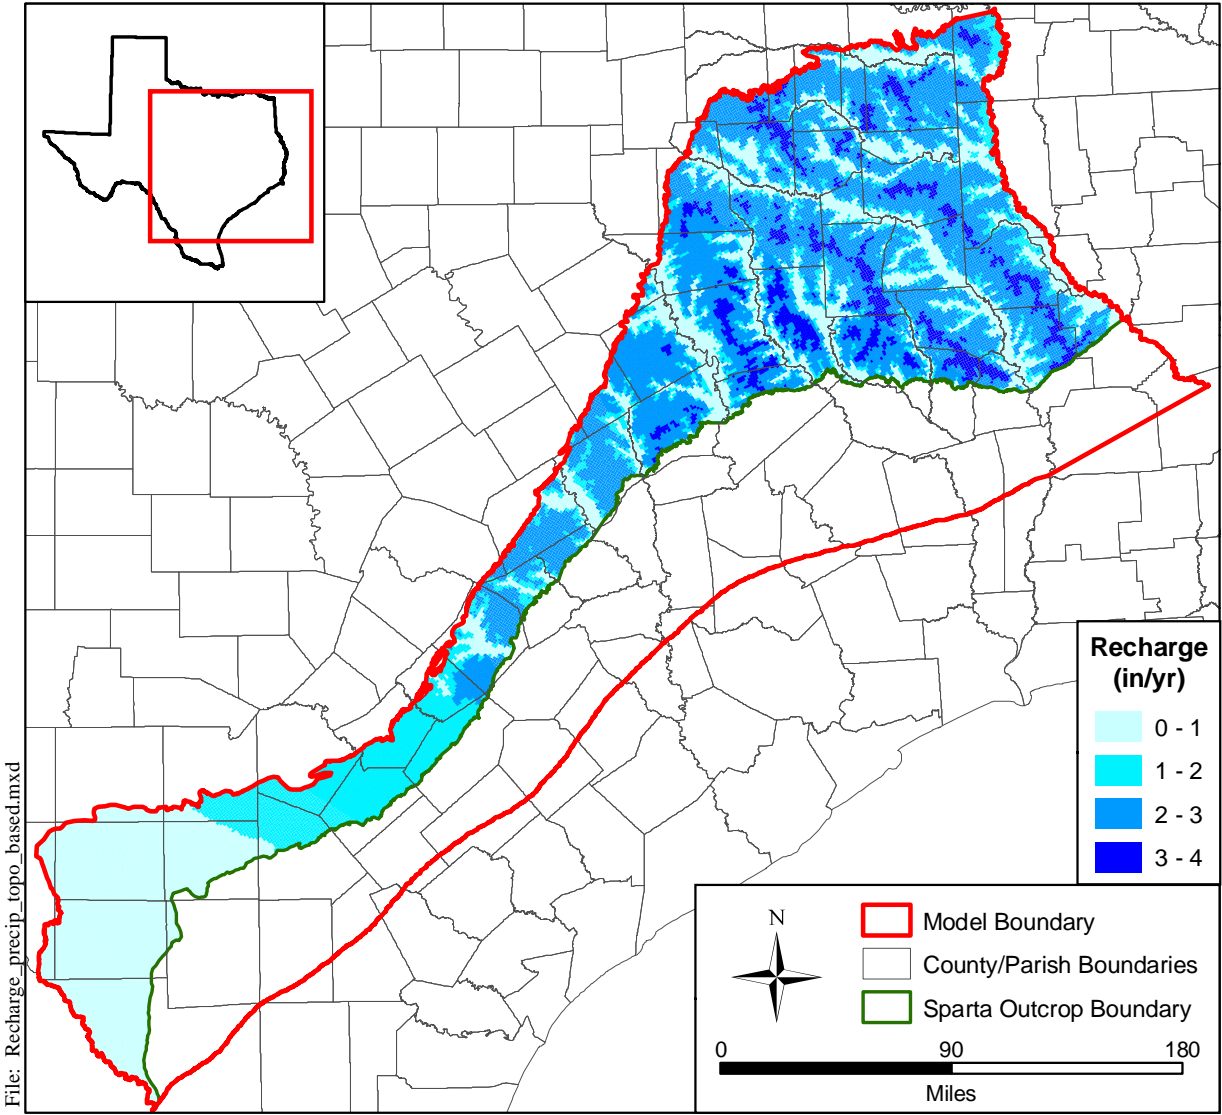 Recharge
(in/yr)
0 - 1
1 - 2
2 - 3
3 - 4
N
Model Boundary
County/Parish Boundaries
Sparta Outcrop Boundary
0 90 180
Miles
File: Recharge_precip_topo_based.mxd